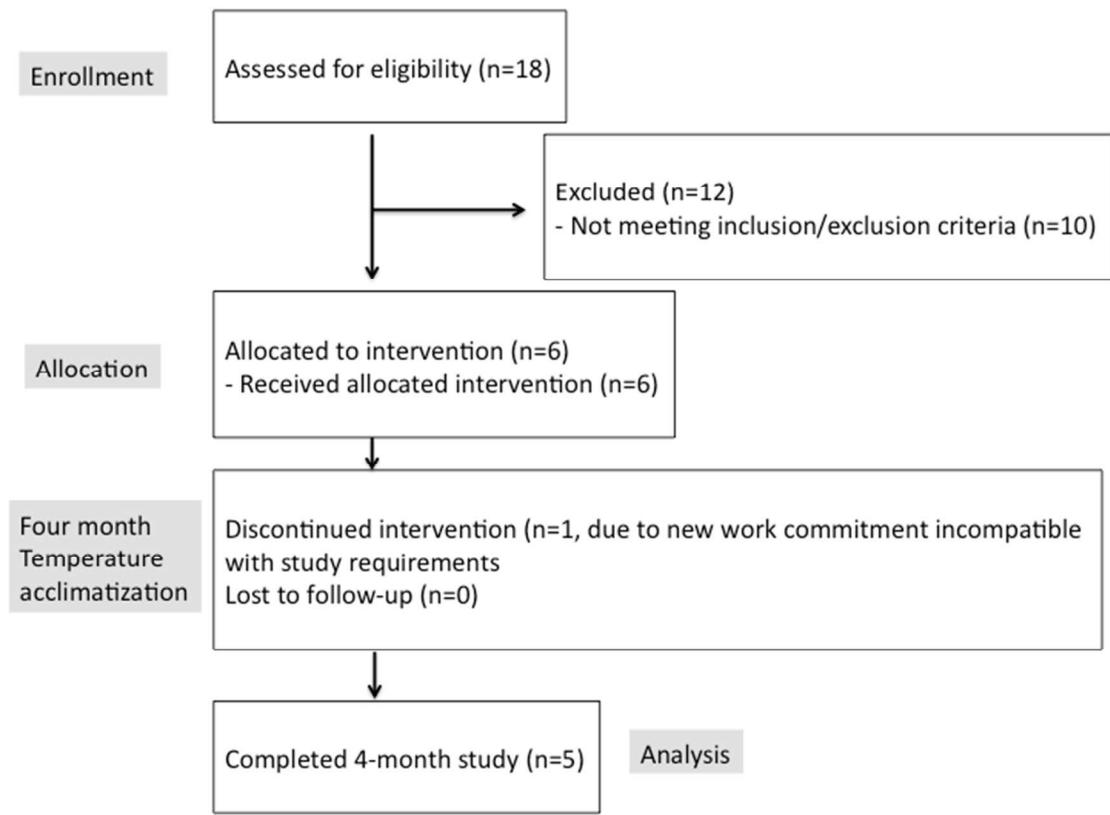 Enrollment
Assessed for eligibility (n=18)
Excluded (n=12)
- Not meeting inclusion/exclusion criteria (n=10)
Allocation
Allocated to intervention (n=6)
- Received allocated intervention (n=6)
Four month
Temperature
acclimatization
Discontinued intervention (n=1, due to new work commitment incompatible
with study requirements
Lost to follow-up (n=0)
Completed 4-month study (n=5)
Analysis